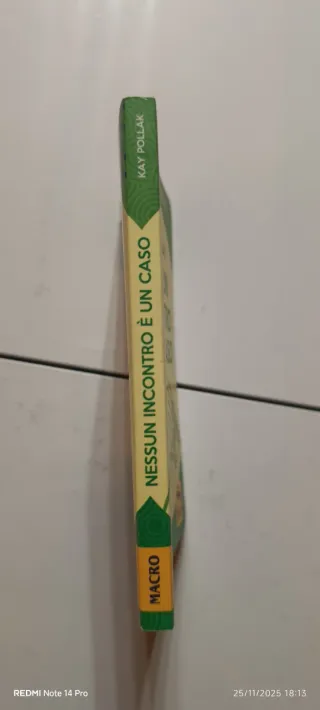 KAY POLLAK
NESSUN INCONTRO È UN CASO
MACRO
REDMI Note 14 Pro
25/11/2025 18:13